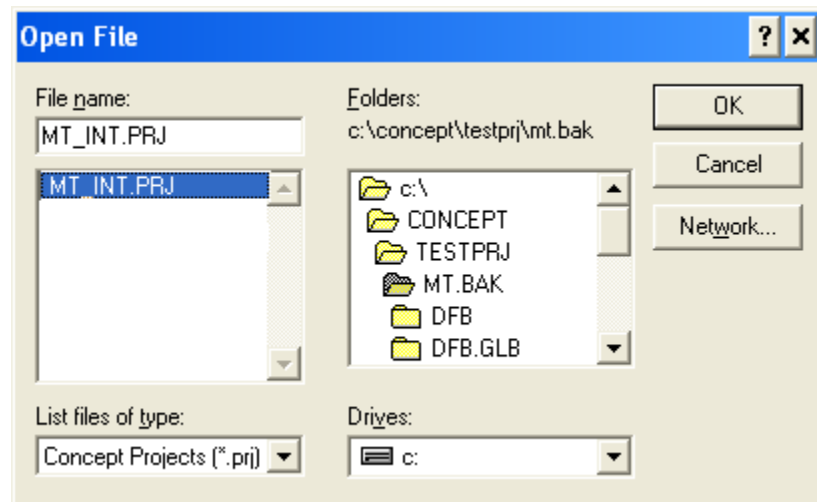 Open File
File name:
MT_INT.PRJ
MT_INT.PRJ
List files of type:
Concept Projects (*.prj)
Folders:
c:\concept\testprj\mt.bak
c:\
CONCEPT
TESTPRJ
MT.BAK
DFB
DFB.GLB
Drives:
c:
OK
Cancel
Network...